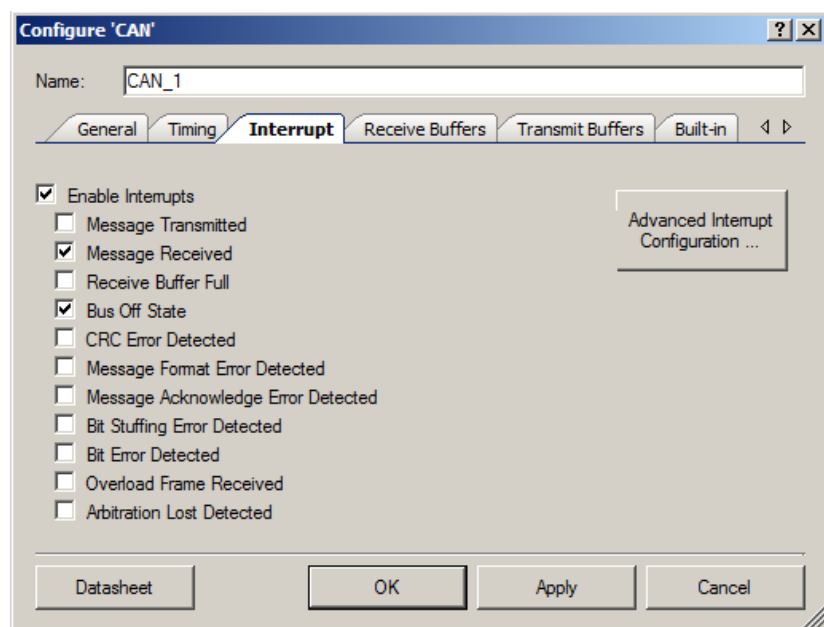 Configure 'CAN'
Name: CAN_1
General Timing Interrupt Receive Buffers Transmit Buffers Built-in
Enable Interrupts
Message Transmitted
Message Received
Receive Buffer Full
Bus Off State
CRC Error Detected
Message Format Error Detected
Message Acknowledge Error Detected
Bit Stuffing Error Detected
Bit Error Detected
Overload Frame Received
Arbitration Lost Detected
Advanced Interrupt
Configuration ...
Datasheet OK Apply Cancel